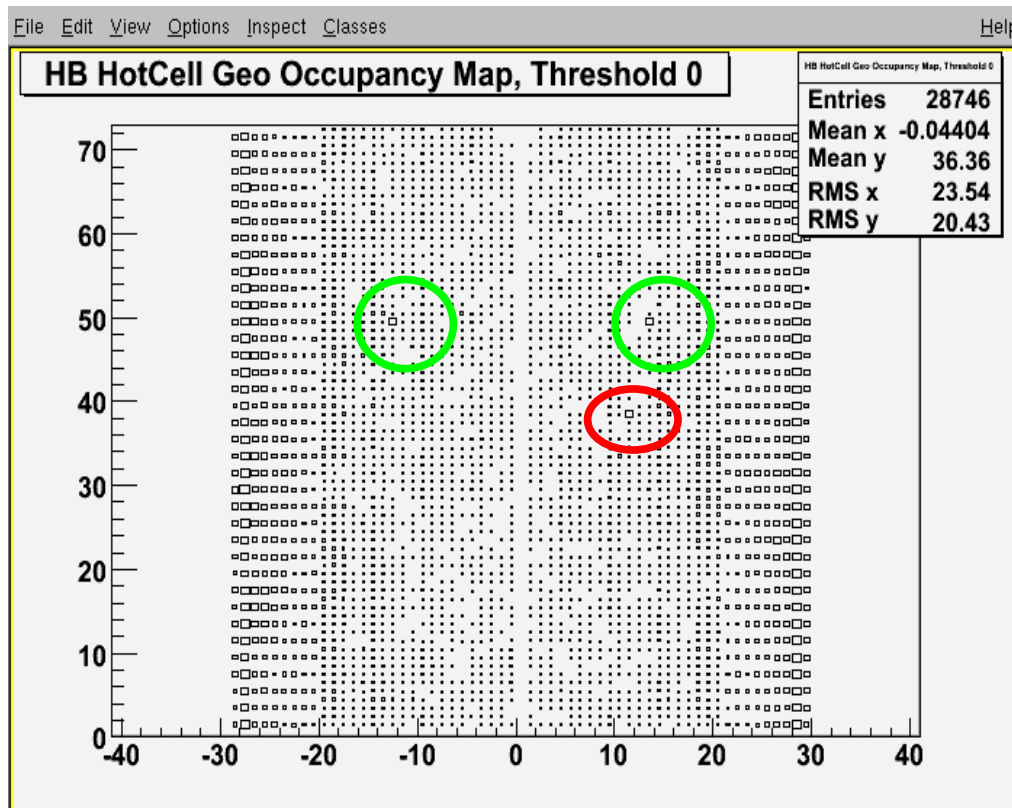 File Edit View Options Inspect Classes Help
HB HotCell Geo Occupancy Map, Threshold 0
HB HotCell Geo Occupancy Map, Threshold 0
Entries 28746
Mean x -0.04404
Mean y 36.36
RMS x 23.54
RMS y 20.43
70
60
50
40
30
20
10
0
-40 -30 -20 -10 0 10 20 30 40